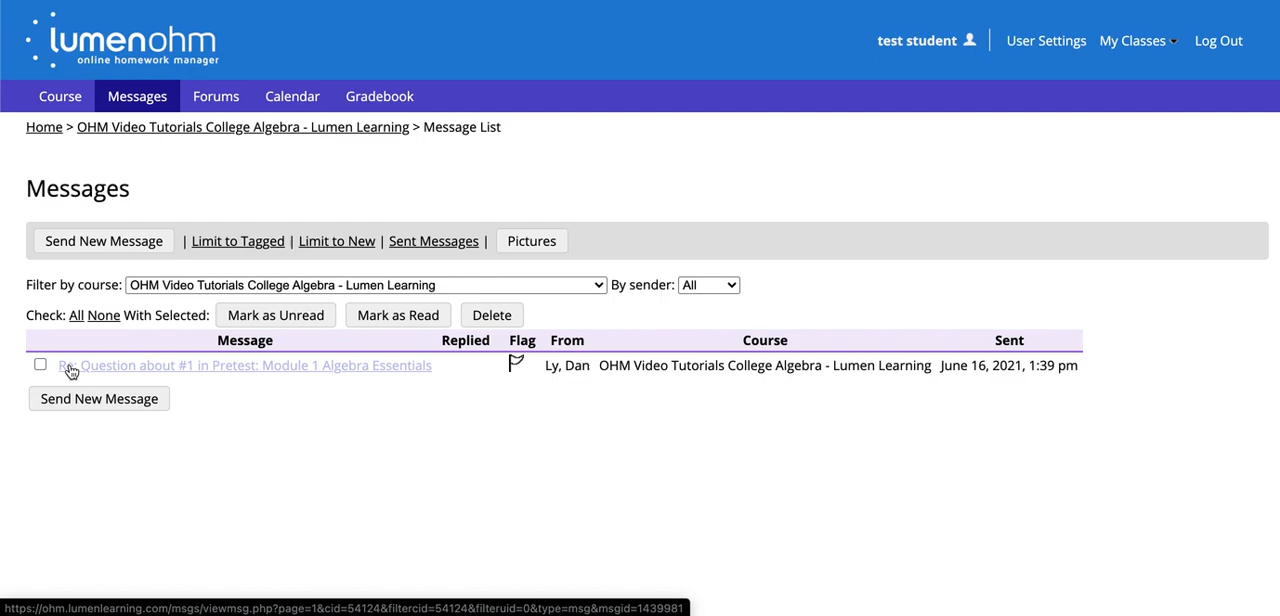 lumenohm
online homework manager
test student User Settings My Classes Log Out
Course Messages Forums Calendar Gradebook
Home > OHM Video Tutorials College Algebra - Lumen Learning > Message List
Messages
Send New Message | Limit to Tagged | Limit to New | Sent Messages | Pictures
Filter by course: OHM Video Tutorials College Algebra - Lumen Learning By sender: All
Check: All None With Selected: Mark as Unread Mark as Read Delete
Message Replied Flag From Course Sent
Re: Question about #1 in Pretest: Module 1 Algebra Essentials Ly, Dan OHM Video Tutorials College Algebra - Lumen Learning June 16, 2021, 1:39 pm
Send New Message
https://ohm.lumenlearning.com/msgs/viewmsg.php?page=1&cid=54124&filtercid=54124&filteruid=0&type=msg&msgid=1439981